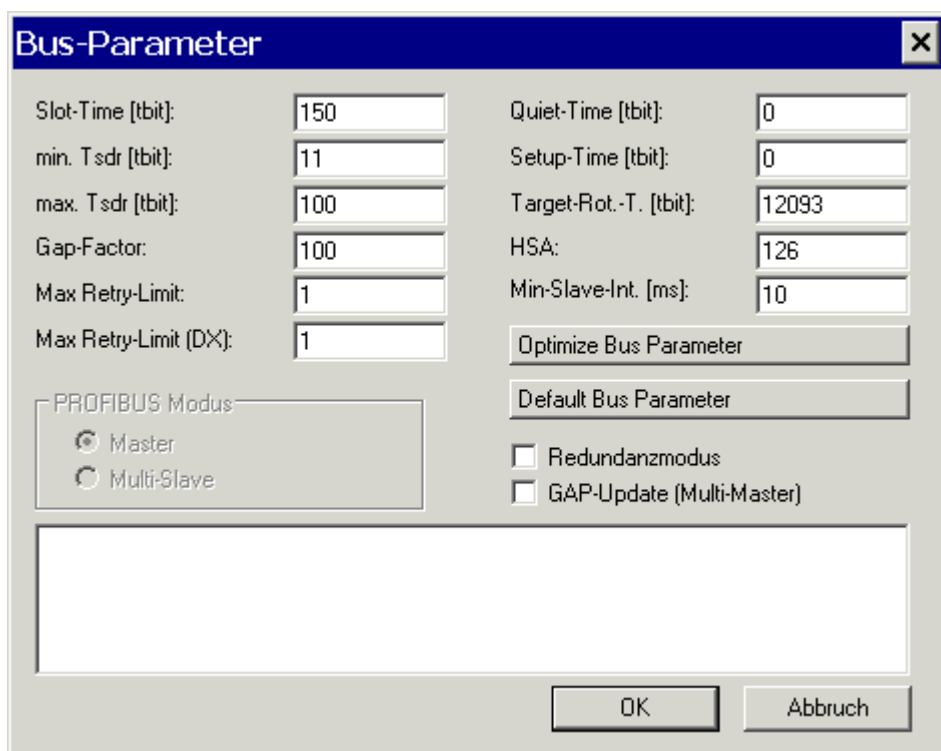 Bus-Parameter
Slot-Time [tbit]: 150
min. Tsdr [tbit]: 11
max. Tsdr [tbit]: 100
Gap-Factor: 100
Max Retry-Limit: 1
Max Retry-Limit (DX): 1
Quiet-Time [tbit]: 0
Setup-Time [tbit]: 0
Target-Rot.-T. [tbit]: 12093
HSA: 126
Min-Slave-Int. [ms]: 10
Optimize Bus Parameter
Default Bus Parameter
PROFIBUS Modus
Master
Multi-Slave
Redundanzmodus
GAP-Update (Multi-Master)
OK
Abbruch